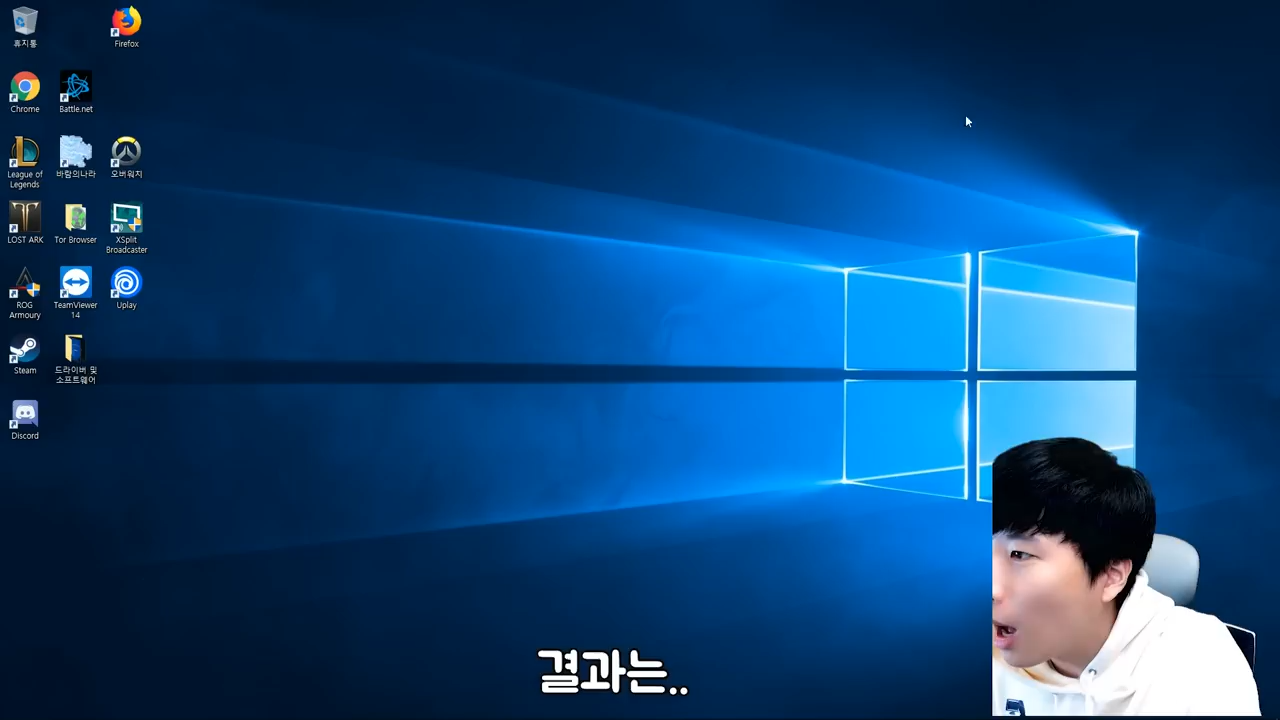 휴지통
Firefox
Chrome
Battle.net
League of
Legends
바람의나라
오버워치
LOST ARK
Tor Browser
XSplit
Broadcaster
ROG
Armoury
TeamViewer
14
Uplay
Steam
드라이버 및
소프트웨어
Discord
결과는..